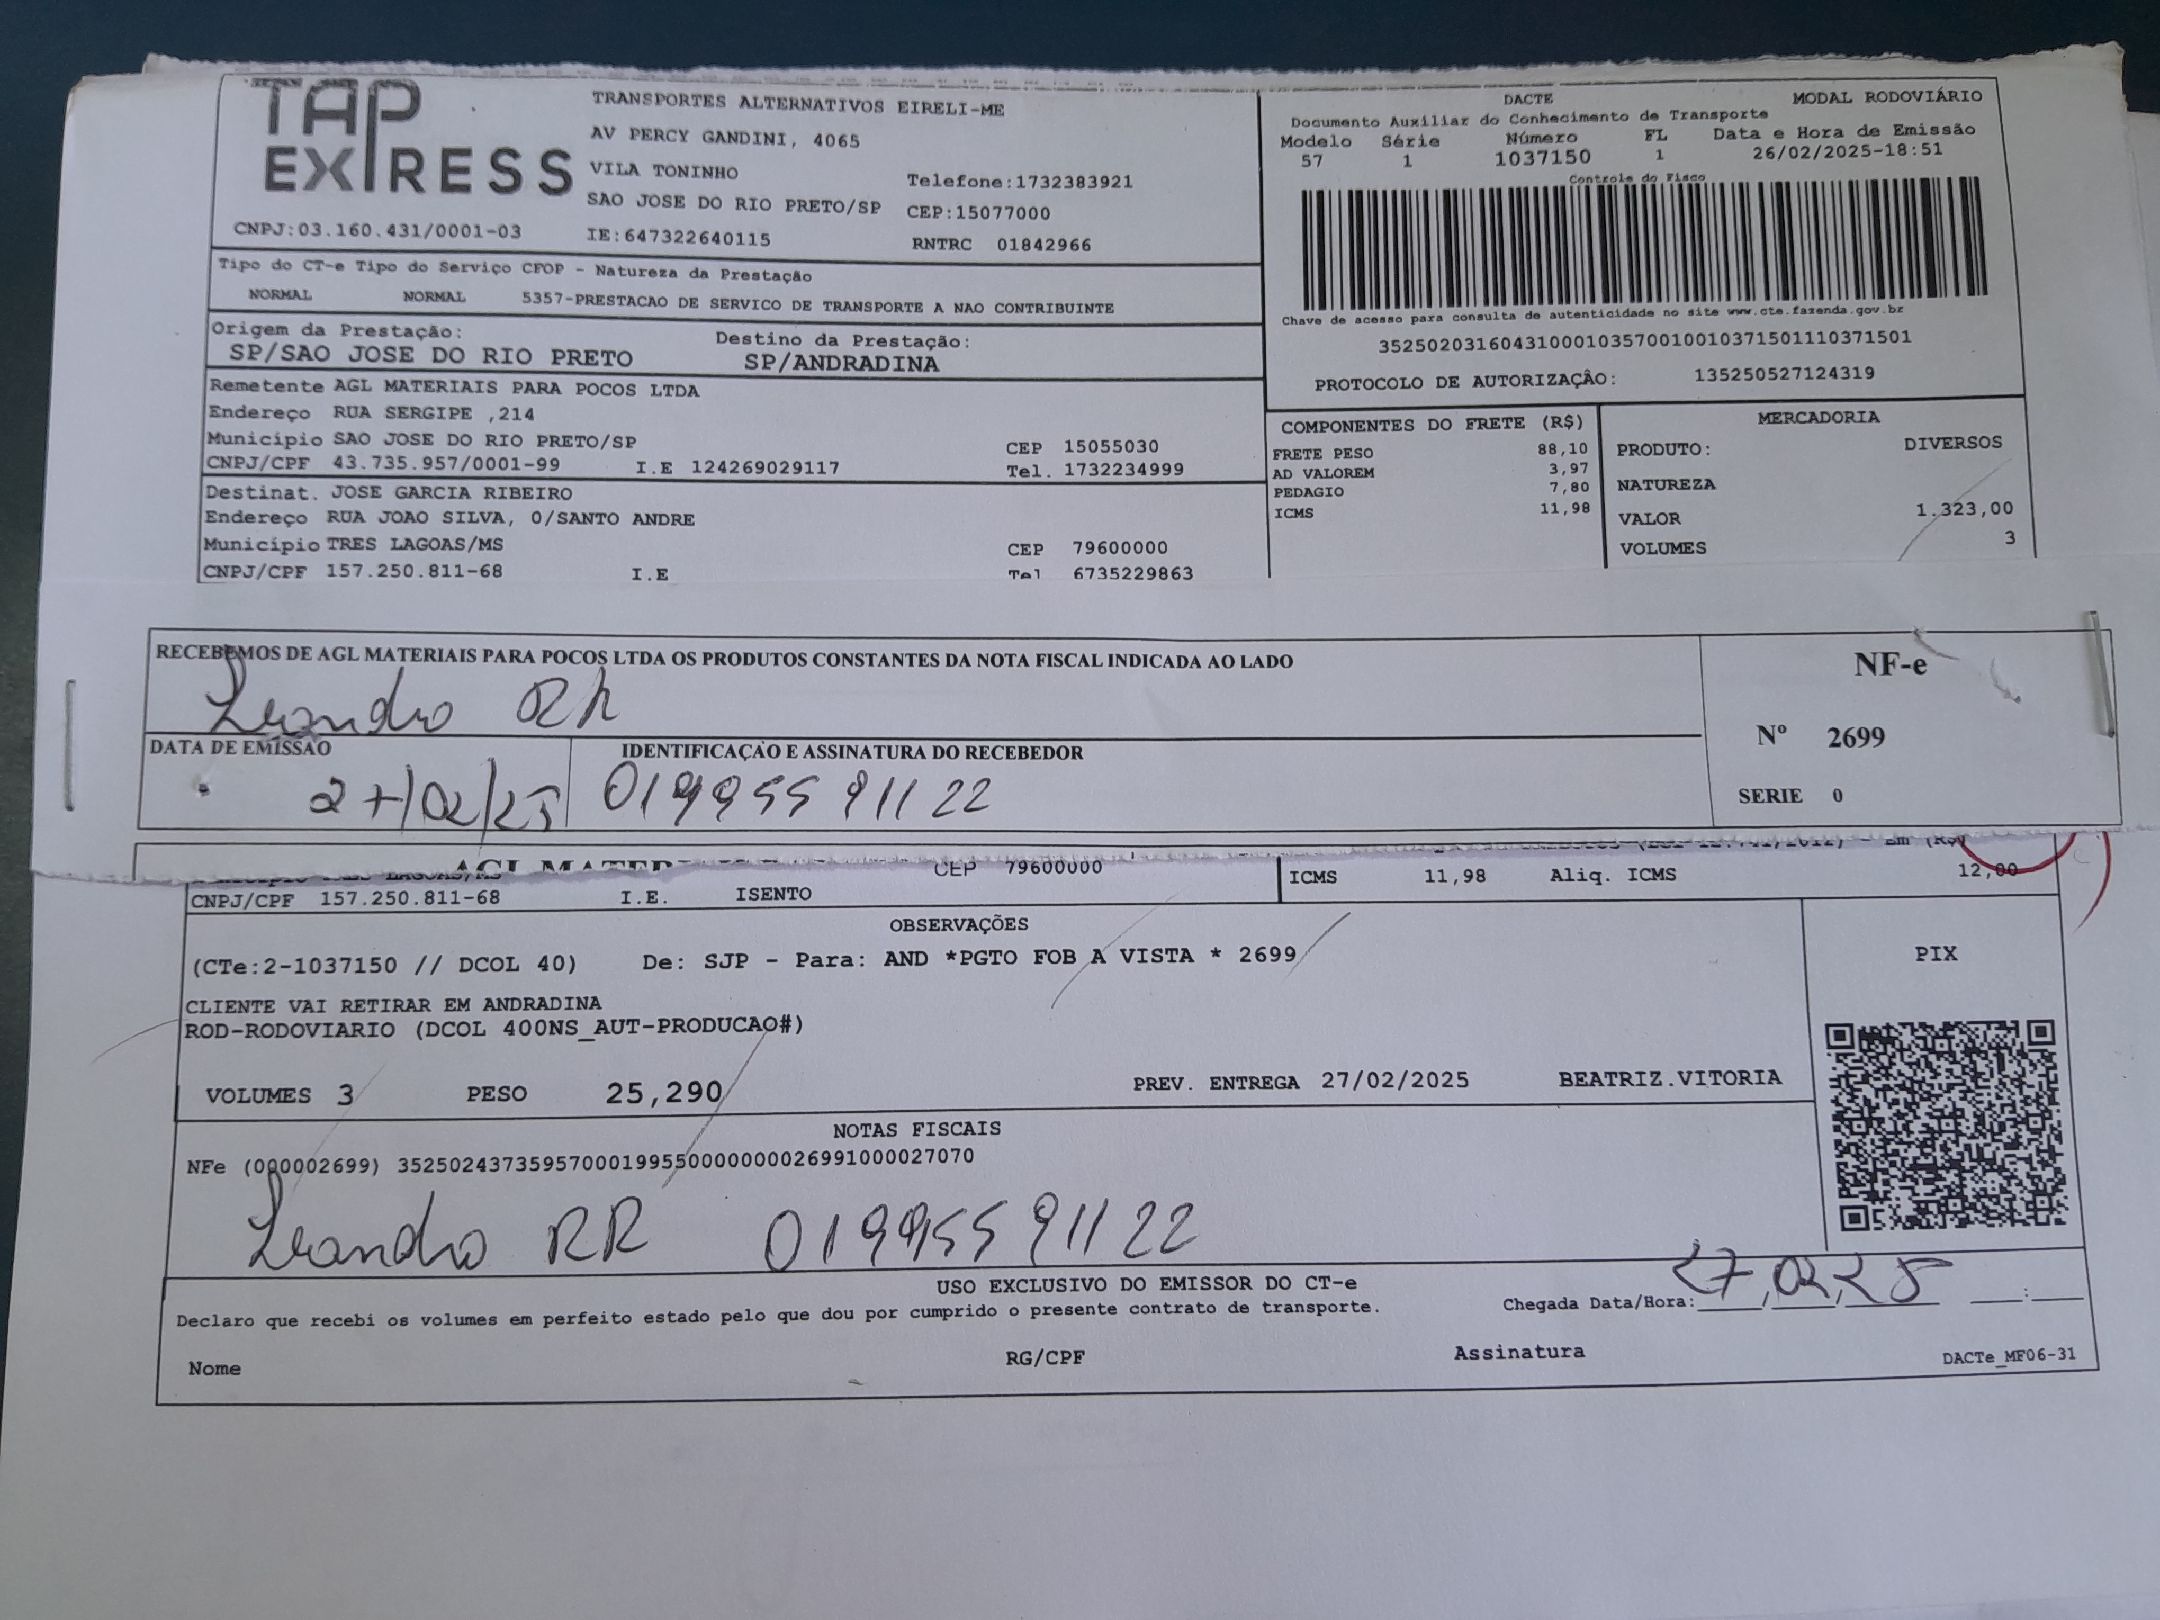 TAP EXPRESS
TRANSPORTES ALTERNATIVOS EIRELI-ME
AV PERCY GANDINI, 4065
VILA TONINHO
Telefone:1732383921
SAO JOSE DO RIO PRETO/SP CEP:15077000
CNPJ:03.160.431/0001-03 IE:647322640115 RNTRC 01842966
DACTE MODAL RODOVIÁRIO
Documento Auxiliar do Conhecimento de Transporte
Modelo Série Número FL Data e Hora de Emissão
57 1 1037150 1 26/02/2025-18:51
Controle do Fisco
Chave de acesso para consulta de autenticidade no site www.cte.fazenda.gov.br
35250203160431000103570010010371501110371501
PROTOCOLO DE AUTORIZAÇÂO: 135250527124319
Tipo do CT-e Tipo do Serviço CFOP - Natureza da Prestação
NORMAL NORMAL 5357-PRESTACAO DE SERVICO DE TRANSPORTE A NAO CONTRIBUINTE
Origem da Prestação: Destino da Prestação:
SP/SAO JOSE DO RIO PRETO SP/ANDRADINA
Remetente AGL MATERIAIS PARA POCOS LTDA
Endereço RUA SERGIPE ,214
Município SAO JOSE DO RIO PRETO/SP CEP 15055030
CNPJ/CPF 43.735.957/0001-99 I.E 124269029117 Tel. 1732234999
Destinat. JOSE GARCIA RIBEIRO
Endereço RUA JOAO SILVA, 0/SANTO ANDRE
Município TRES LAGOAS/MS CEP 79600000
CNPJ/CPF 157.250.811-68 I.E Tel 6735229863
COMPONENTES DO FRETE (R$)
FRETE PESO 88,10
AD VALOREM 3,97
PEDAGIO 7,80
ICMS 11,98
MERCADORIA
PRODUTO: DIVERSOS
NATUREZA
VALOR 1.323,00
VOLUMES 3
RECEBEMOS DE AGL MATERIAIS PARA POCOS LTDA OS PRODUTOS CONSTANTES DA NOTA FISCAL INDICADA AO LADO
Leandro RR
DATA DE EMISSÃO IDENTIFICAÇÃO E ASSINATURA DO RECEBEDOR
27/02/25 01995591122
NF-e
Nº 2699
SERIE 0
CEP 79600000
CNPJ/CPF 157.250.811-68 I.E. ISENTO
ICMS 11,98 Aliq. ICMS 12,00
OBSERVAÇÕES
(CTe:2-1037150 // DCOL 40) De: SJP - Para: AND *PGTO FOB A VISTA * 2699
CLIENTE VAI RETIRAR EM ANDRADINA
ROD-RODOVIARIO (DCOL 400NS_AUT-PRODUCAO#)
VOLUMES 3 PESO 25,290 PREV. ENTREGA 27/02/2025 BEATRIZ.VITORIA
PIX
NOTAS FISCAIS
NFe (000002699) 35250243735957000199550000000026991000027070
Leandro RR 01995591122
USO EXCLUSIVO DO EMISSOR DO CT-e
Declaro que recebi os volumes em perfeito estado pelo que dou por cumprido o presente contrato de transporte.
Chegada Data/Hora: 27,02,25 :
Nome RG/CPF Assinatura DACTe_MF06-31